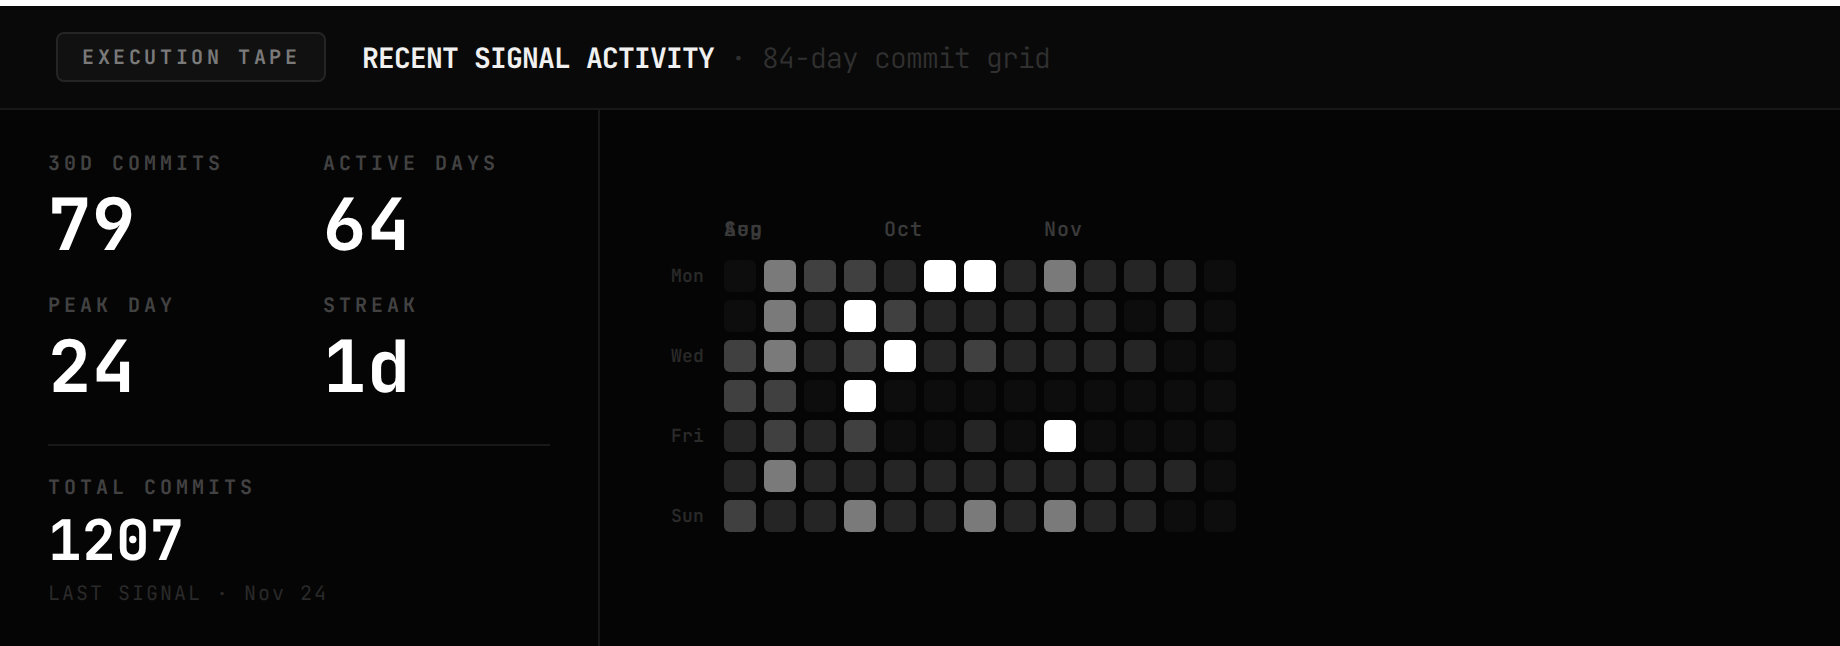 EXECUTION TAPE
RECENT SIGNAL ACTIVITY · 84-day commit grid
30D COMMITS
79
ACTIVE DAYS
64
PEAK DAY
24
STREAK
1d
TOTAL COMMITS
1207
LAST SIGNAL · Nov 24
Oct Nov
Mon
Wed
Fri
Sun